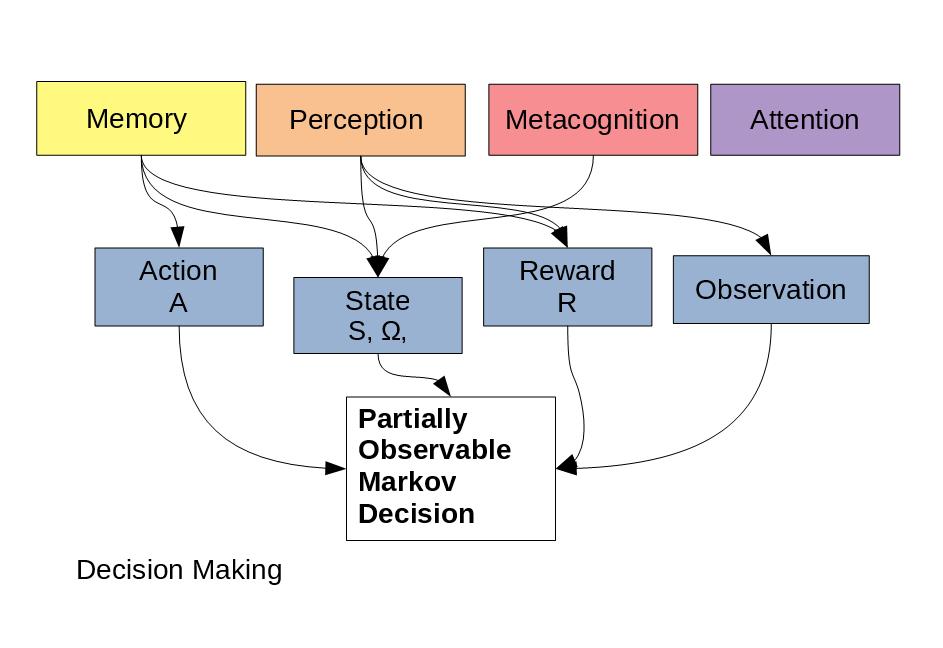 Memory
Perception
Metacognition
Attention
Action
A
State
S, Ω,
Reward
R
Observation
Partially
Observable
Markov
Decision
Decision Making